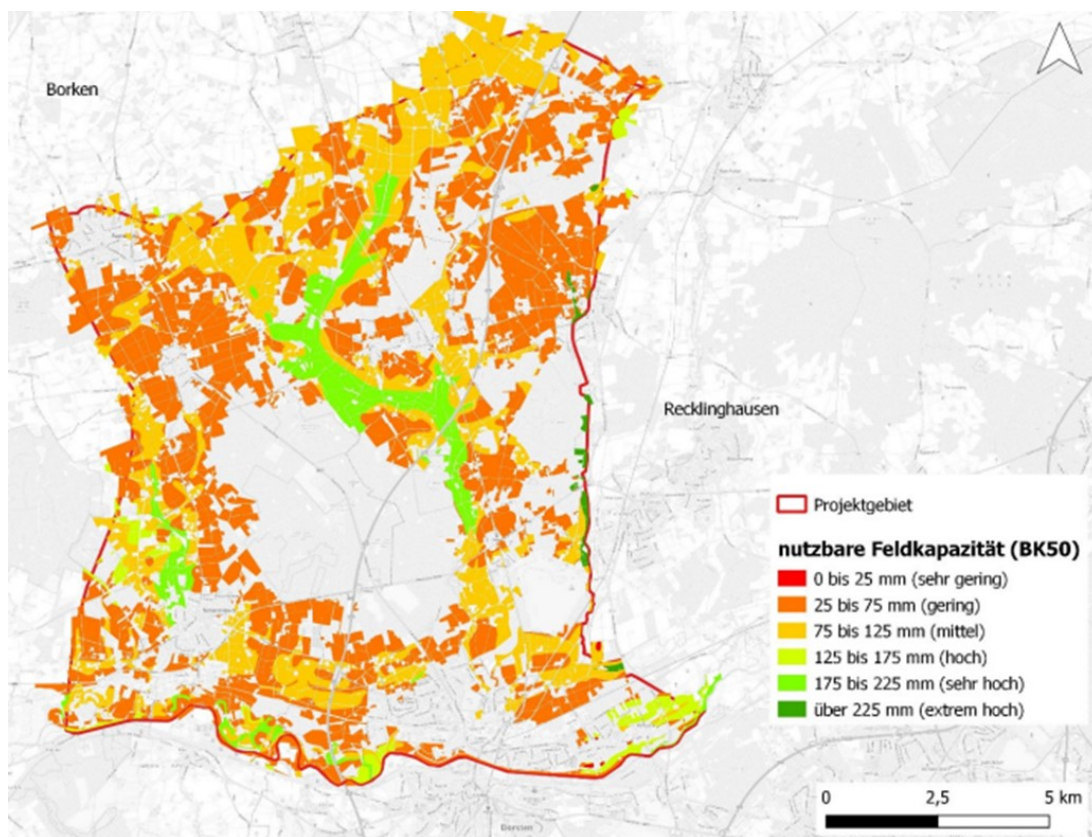 Borken
Recklinghausen
Projektgebiet
nutzbare Feldkapazität (BK50)
0 bis 25 mm (sehr gering)
25 bis 75 mm (gering)
75 bis 125 mm (mittel)
125 bis 175 mm (hoch)
175 bis 225 mm (sehr hoch)
über 225 mm (extrem hoch)
0 2,5 5 km
Dorsten